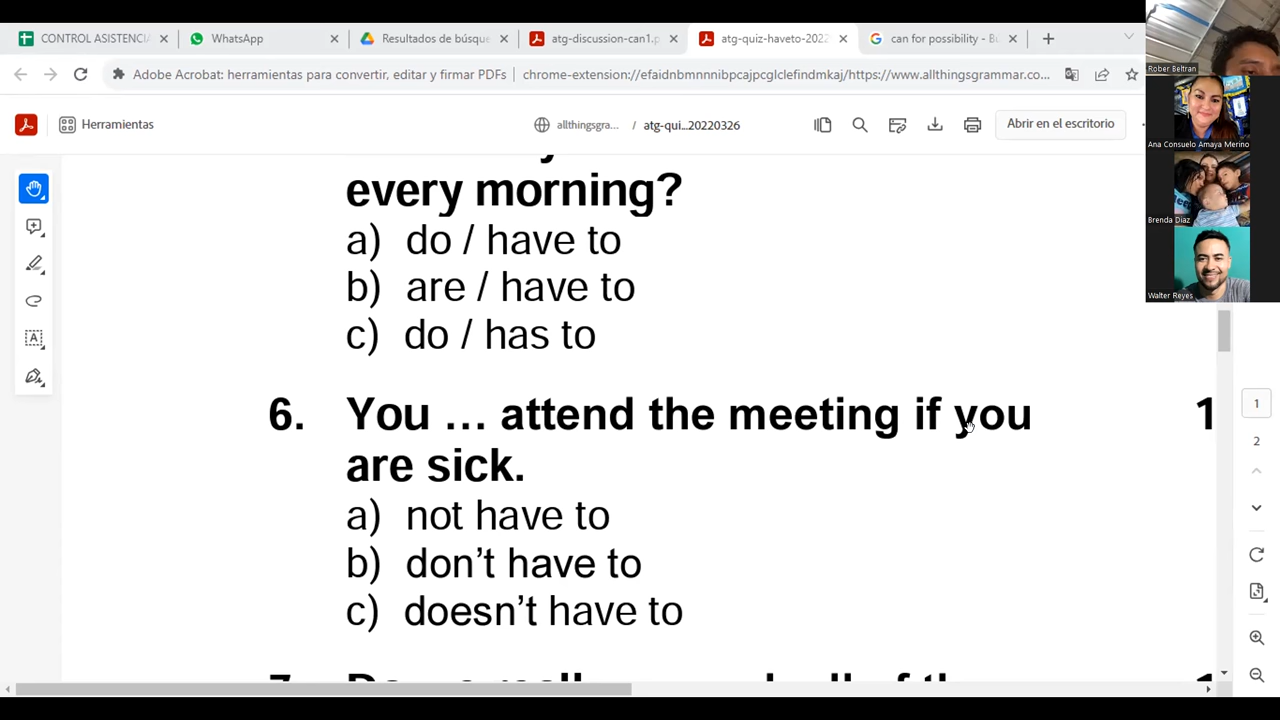 CONTROL ASISTENCIA
WhatsApp
Resultados de búsque
atg-discussion-can1.p
atg-quiz-haveto-2022
can for possibility - B
Adobe Acrobat: herramientas para convertir, editar y firmar PDFs
chrome-extension://efaidnbmnnnibpcajpcglclefindmkaj/https://www.allthingsgrammar.co...
Herramientas
allthingsgra...
/ atg-qui...20220326
Abrir en el escritorio
Rober Beltran
Ana Consuelo Amaya Merino
Brenda Diaz
Walter Reyes
every morning?
a) do / have to
b) are / have to
c) do / has to
6. You … attend the meeting if you
are sick.
a) not have to
b) don't have to
c) doesn't have to
1
1
2